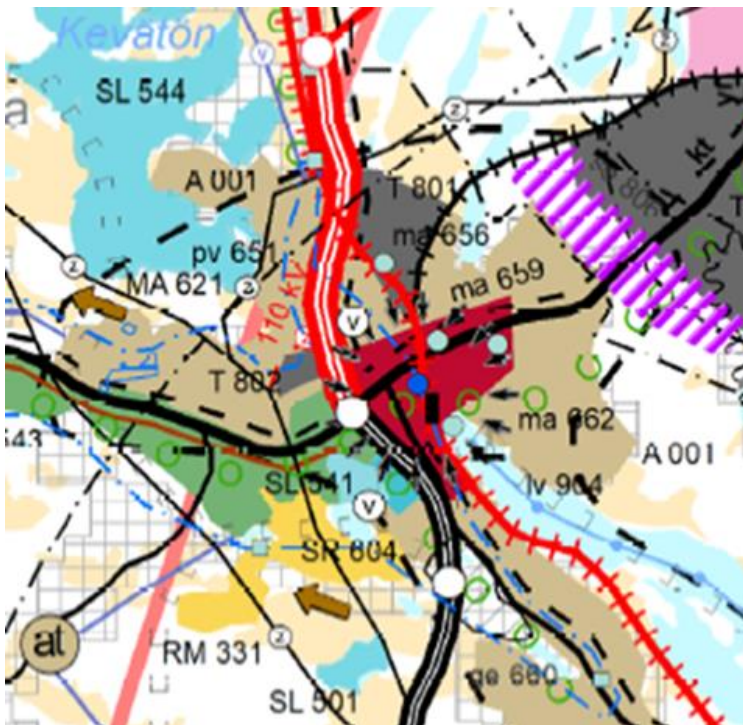 Kevätön
SL 544
A 001
T 801
pv 651
ma 656
MA 621
ma 659
110 kV
T 802
ma 662
A 001
SL 541
lv 904
SR 604
at
RM 331
SL 501
kt
v
v
v
z
z
z
z
z